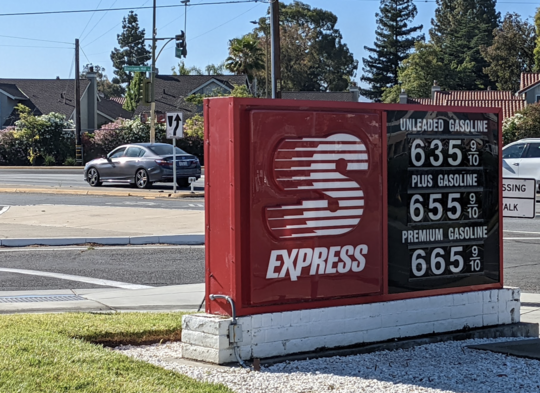 S
EXPRESS
UNLEADED GASOLINE
635 9/10
PLUS GASOLINE
655 9/10
PREMIUM GASOLINE
665 9/10
SSING
ALK